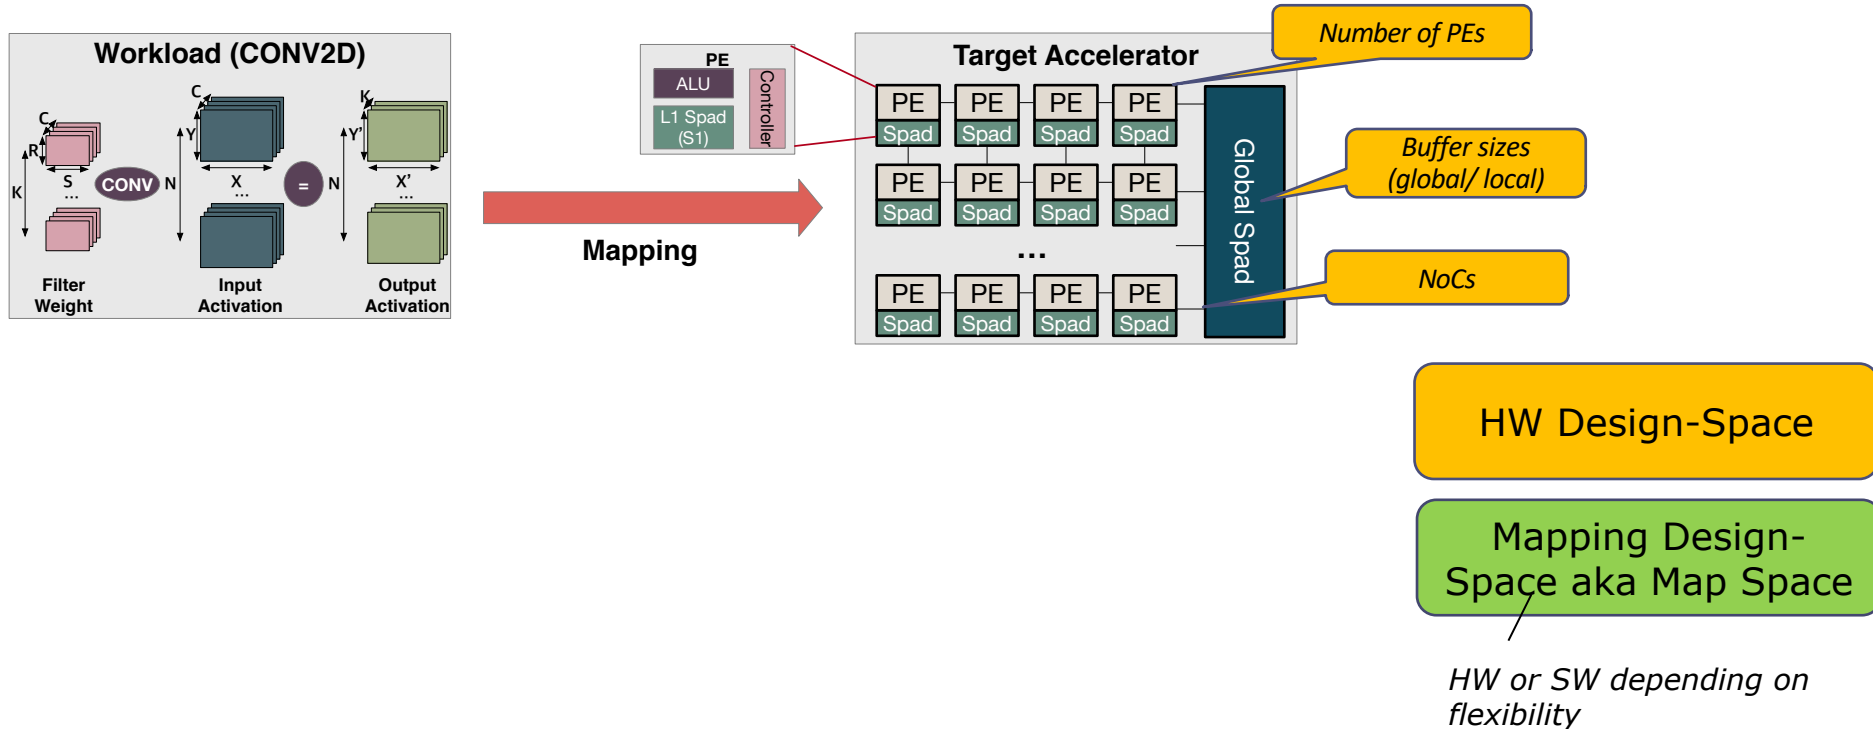 Workload (CONV2D)
C
R
S
K
...
CONV
C
Y
N
X
...
=
K
Y'
N
X'
...
Filter
Weight
Input
Activation
Output
Activation
Mapping
PE
ALU
L1 Spad
(S1)
Controller
Target Accelerator
PE PE PE PE
Spad Spad Spad Spad
PE PE PE PE
Spad Spad Spad Spad
...
PE PE PE PE
Spad Spad Spad Spad
Global Spad
Number of PEs
Buffer sizes
(global/ local)
NoCs
HW Design-Space
Mapping Design-
Space aka Map Space
HW or SW depending on
flexibility